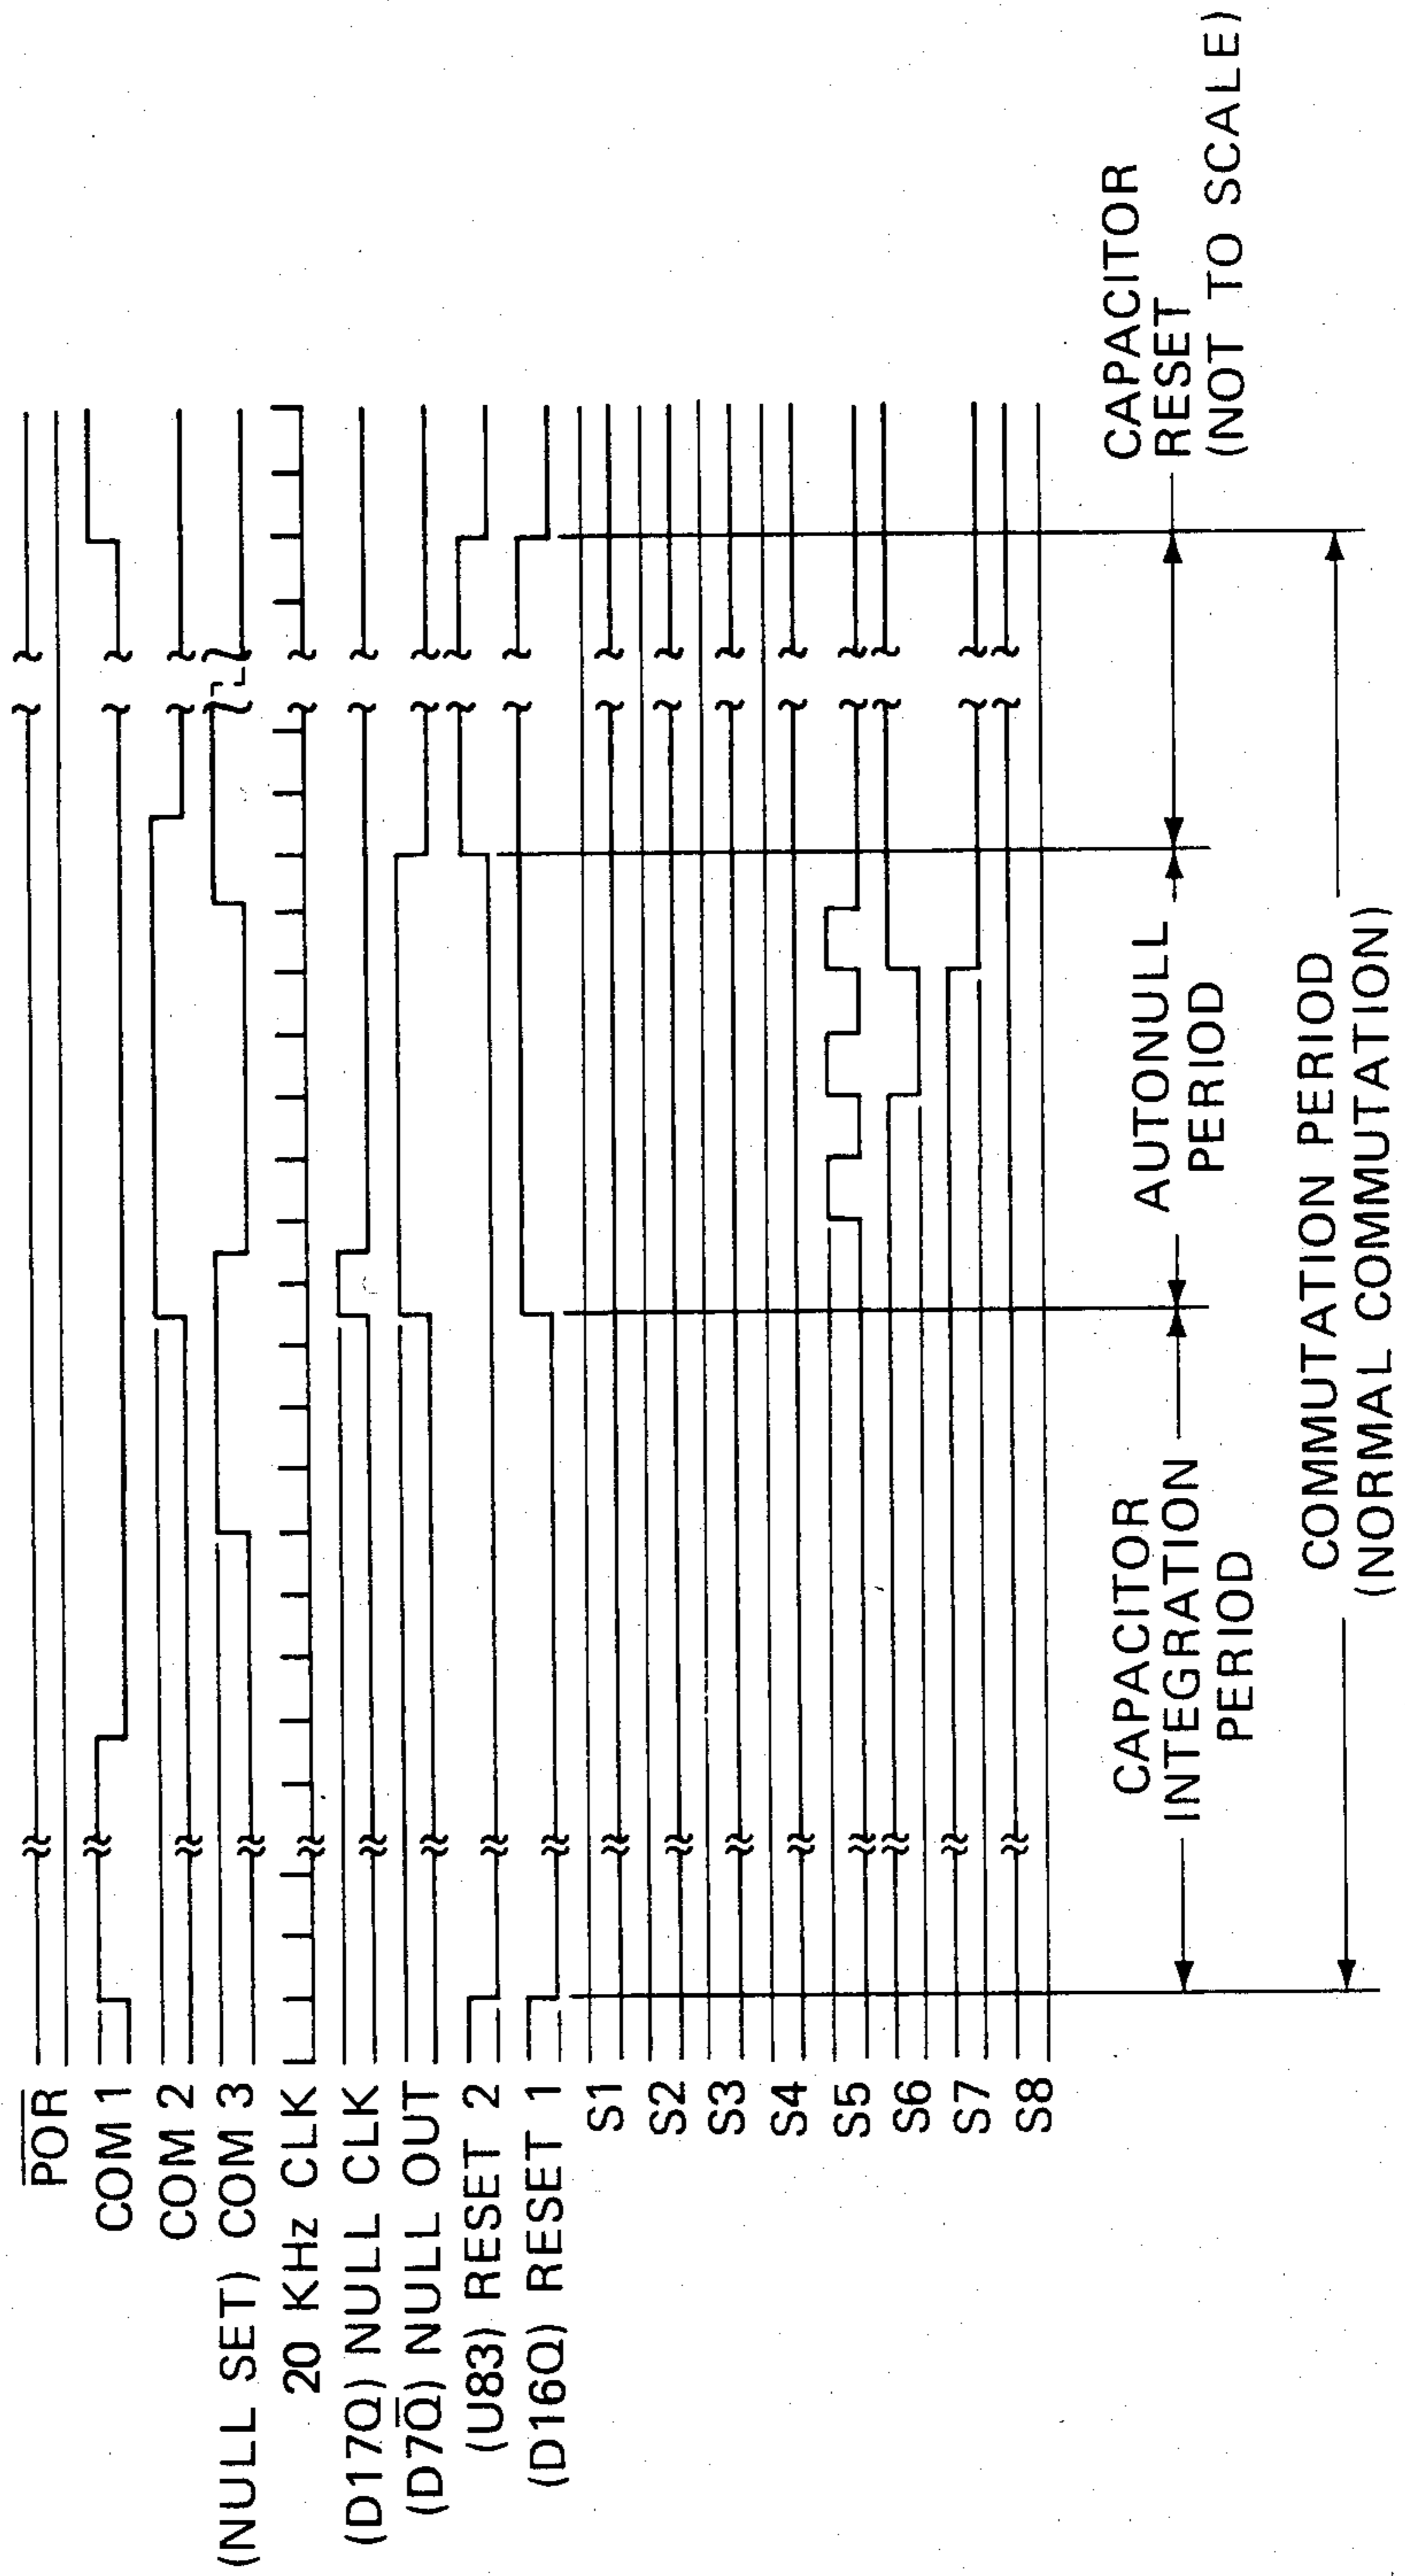 P̅O̅R̅
COM 1
COM 2
(NULL SET) COM 3
20 KHz CLK
(D17Q) NULL CLK
(D7Q̅) NULL OUT
(U83) RESET 2
(D16Q) RESET 1
S1
S2
S3
S4
S5
S6
S7
S8
CAPACITOR
INTEGRATION
PERIOD
AUTONULL
PERIOD
CAPACITOR
RESET
(NOT TO SCALE)
COMMUTATION PERIOD
(NORMAL COMMUTATION)